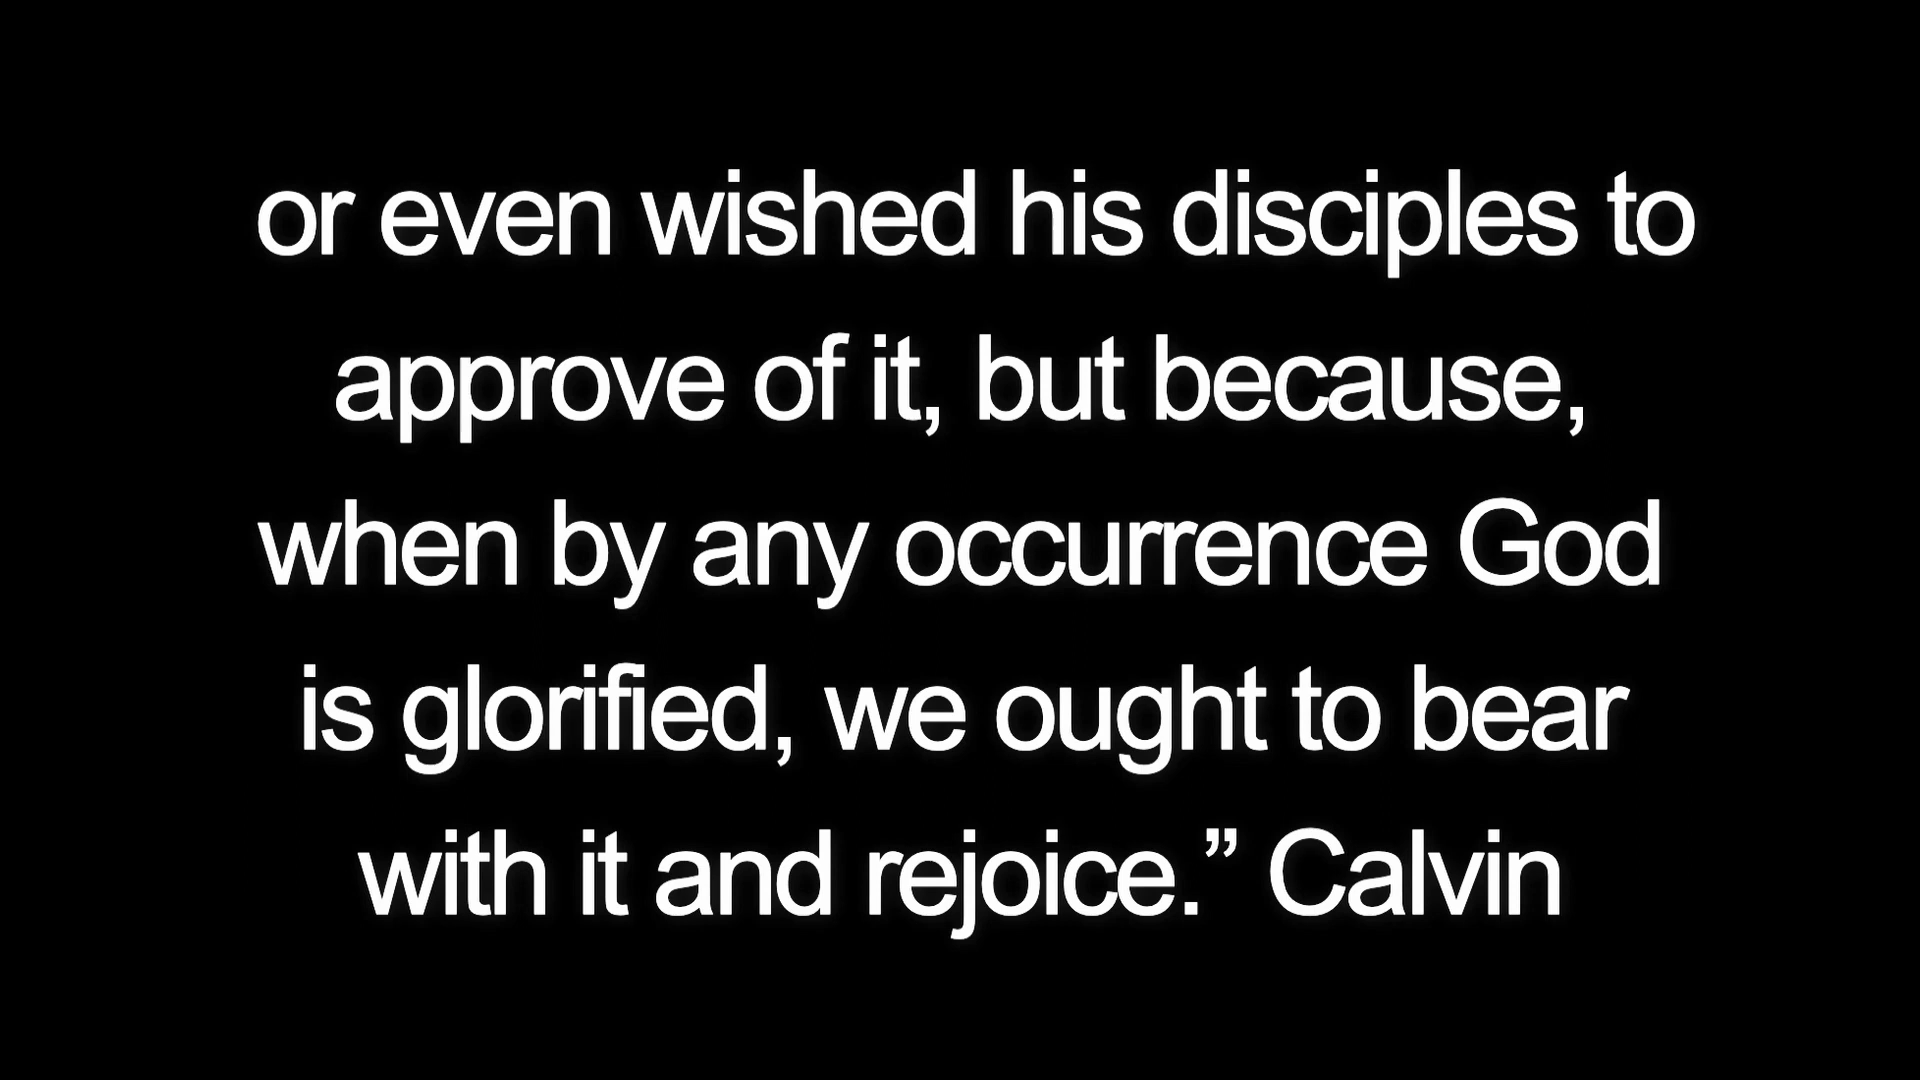 or even wished his disciples to
approve of it, but because,
when by any occurrence God
is glorified, we ought to bear
with it and rejoice.” Calvin